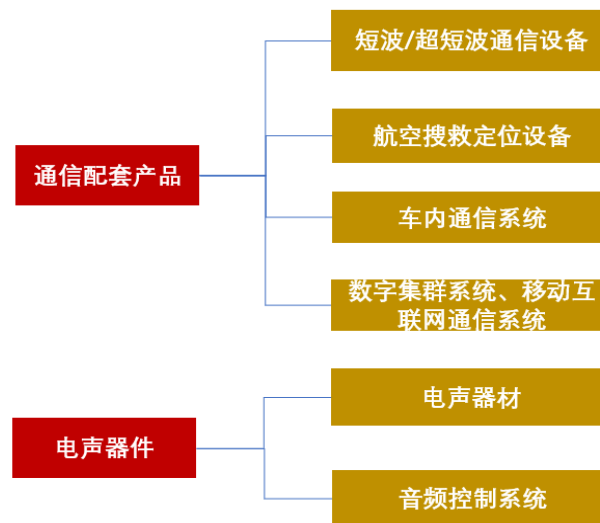 通信配套产品
短波/超短波通信设备
航空搜救定位设备
车内通信系统
数字集群系统、移动互
联网通信系统
电声器件
电声器材
音频控制系统